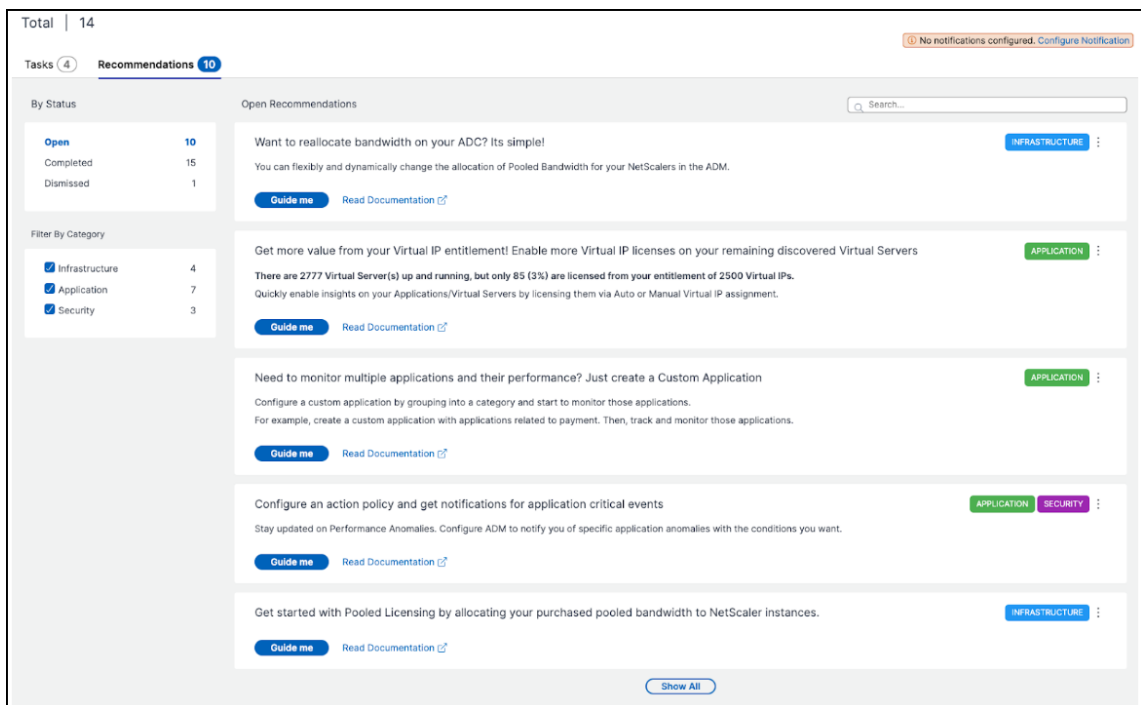 Total | 14
No notifications configured. Configure Notification
Tasks 4 Recommendations 10
By Status
Open 10
Completed 15
Dismissed 1
Filter By Category
Infrastructure 4
Application 7
Security 3
Open Recommendations
Search...
Want to reallocate bandwidth on your ADC? Its simple!
INFRASTRUCTURE
You can flexibly and dynamically change the allocation of Pooled Bandwidth for your NetScalers in the ADM.
Guide me Read Documentation
Get more value from your Virtual IP entitlement! Enable more Virtual IP licenses on your remaining discovered Virtual Servers
APPLICATION
There are 2777 Virtual Server(s) up and running, but only 85 (3%) are licensed from your entitlement of 2500 Virtual IPs.
Quickly enable insights on your Applications/Virtual Servers by licensing them via Auto or Manual Virtual IP assignment.
Guide me Read Documentation
Need to monitor multiple applications and their performance? Just create a Custom Application
APPLICATION
Configure a custom application by grouping into a category and start to monitor those applications.
For example, create a custom application with applications related to payment. Then, track and monitor those applications.
Guide me Read Documentation
Configure an action policy and get notifications for application critical events
APPLICATION SECURITY
Stay updated on Performance Anomalies. Configure ADM to notify you of specific application anomalies with the conditions you want.
Guide me Read Documentation
Get started with Pooled Licensing by allocating your purchased pooled bandwidth to NetScaler instances.
INFRASTRUCTURE
Guide me Read Documentation
Show All